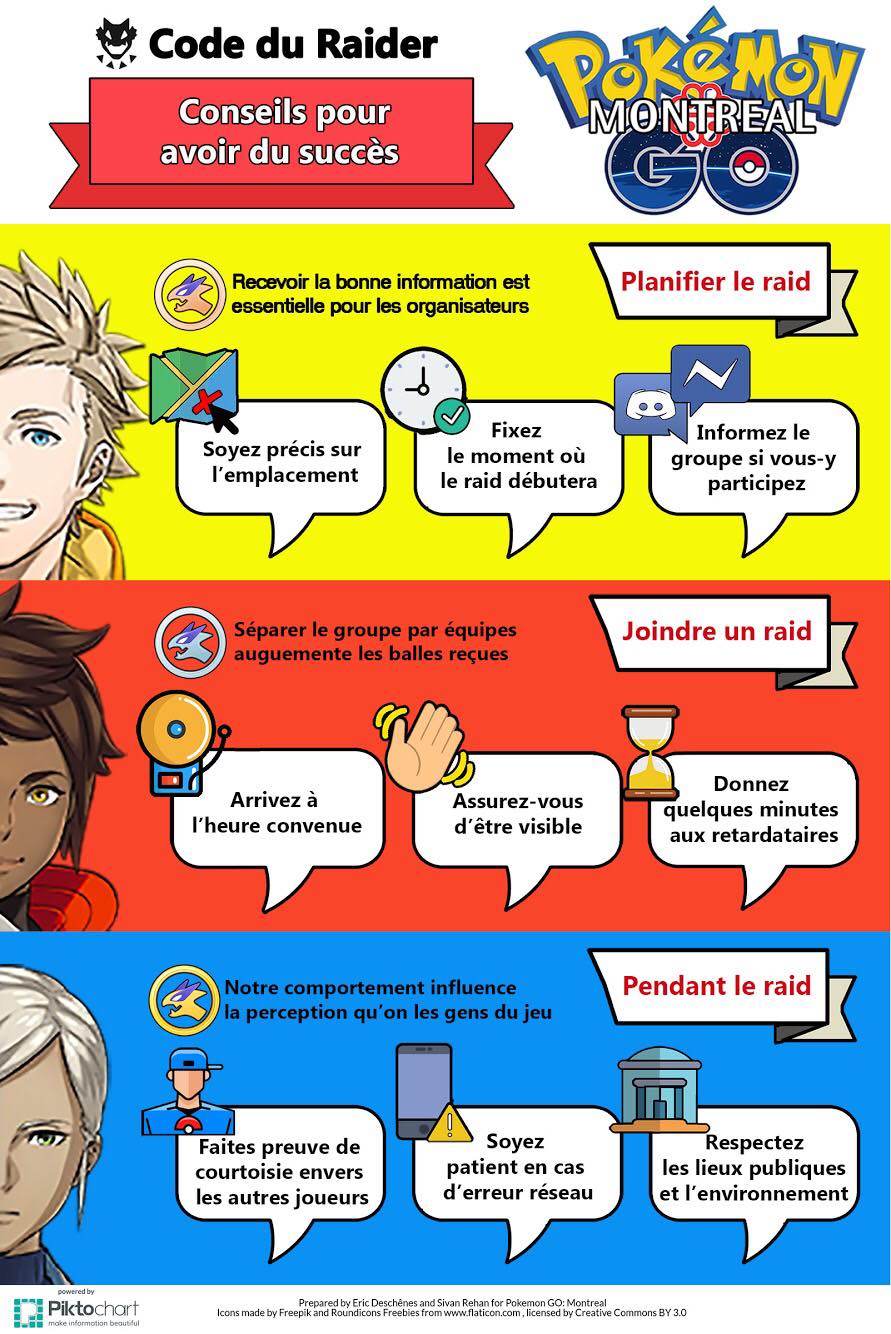 Code du Raider
Conseils pour
avoir du succès
POKÉMON
MONTREAL
GO
Recevoir la bonne information est
essentielle pour les organisateurs
Planifier le raid
Soyez précis sur
l'emplacement
Fixez
le moment où
le raid débutera
Informez le
groupe si vous-y
participez
Séparer le groupe par équipes
auguemente les balles reçues
Joindre un raid
Arrivez à
l'heure convenue
Assurez-vous
d'être visible
Donnez
quelques minutes
aux retardataires
Notre comportement influence
la perception qu'on les gens du jeu
Pendant le raid
Faites preuve de
courtoisie envers
les autres joueurs
Soyez
patient en cas
d'erreur réseau
Respectez
les lieux publiques
et l'environnement
powered by
Piktochart
make information beautiful
Prepared by Eric Deschênes and Sivan Rehan for Pokemon GO: Montreal
Icons made by Freepik and Roundicons Freebies from www.flaticon.com , licensed by Creative Commons BY 3.0